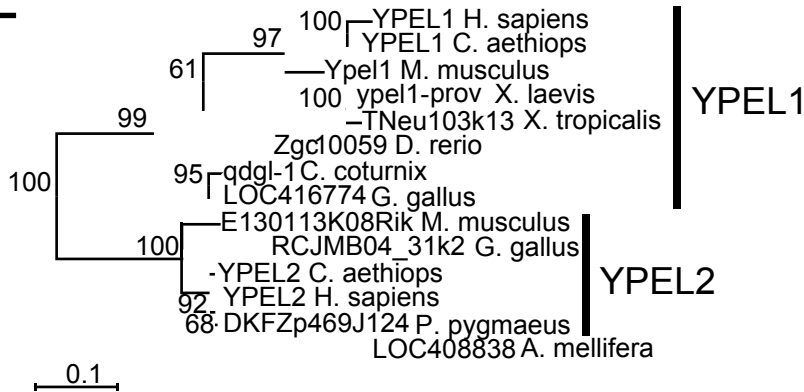 100 YPEL1 H. sapiens
YPEL1 C. aethiops
97
61 Ypel1 M. musculus
100 ypel1-prov X. laevis
YPEL1
99 TNeu103k13 X. tropicalis
Zgc10059 D. rerio
100 95 qdgl-1 C. coturnix
LOC416774 G. gallus
E130113K08Rik M. musculus
100 RCJMB04_31k2 G. gallus
YPEL2 C. aethiops
YPEL2
92 YPEL2 H. sapiens
68 DKFZp469J124 P. pygmaeus
LOC408838 A. mellifera
0.1